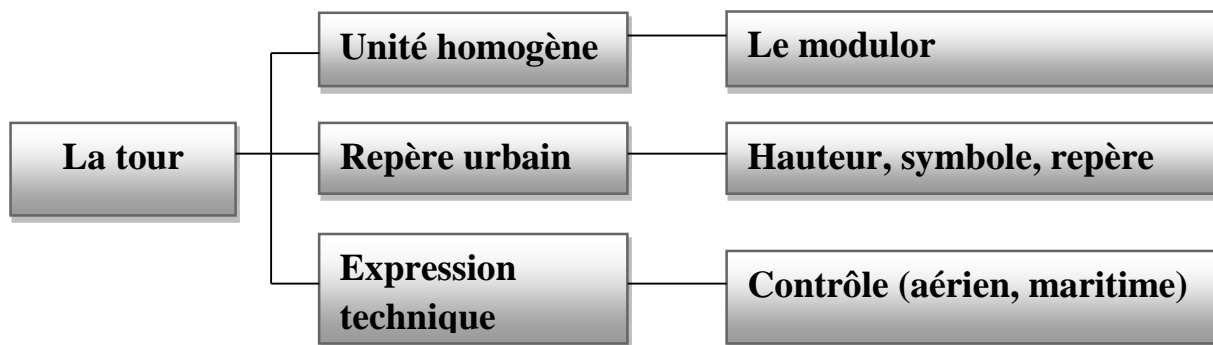 Unité homogène
Le modulor
La tour
Repère urbain
Hauteur, symbole, repère
Expression
technique
Contrôle (aérien, maritime)